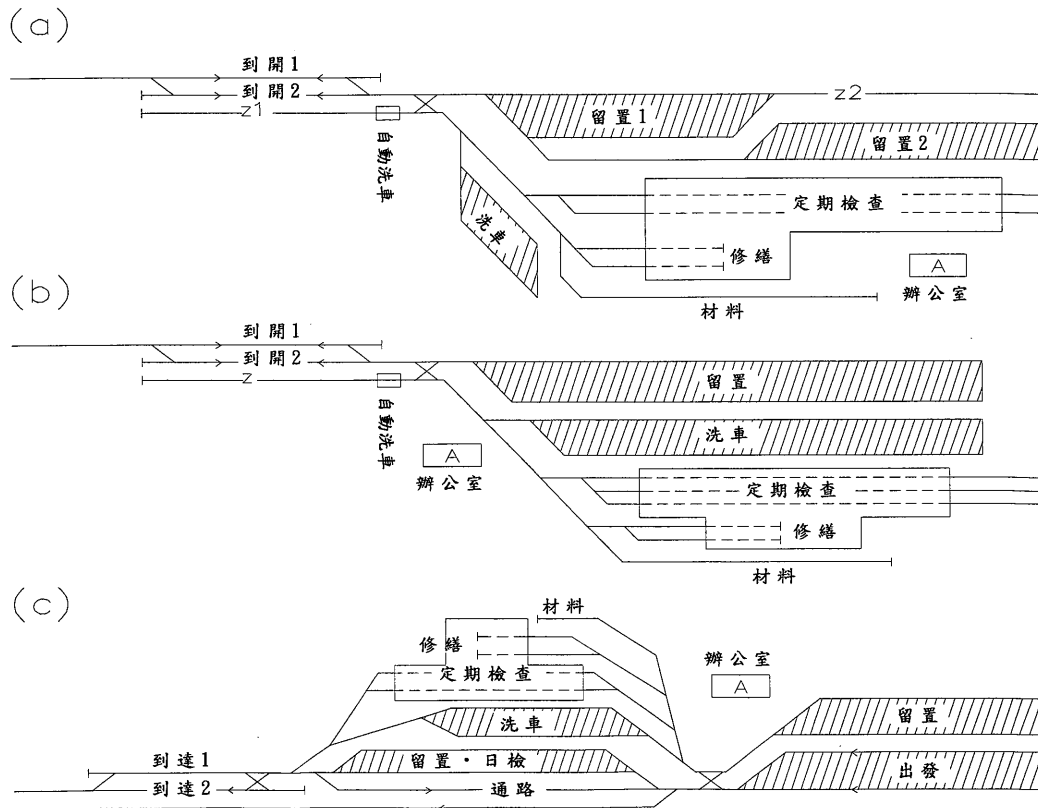 (a)
到開1
到開2
z1
z2
自動洗車
留置1
留置2
洗車
定期檢查
修繕
A
辦公室
材料
(b)
到開1
到開2
z
自動洗車
留置
洗車
A
辦公室
定期檢查
修繕
材料
(c)
材料
修繕
辦公室
A
定期檢查
洗車
留置
到達1
留置・日檢
出發
到達2
通路